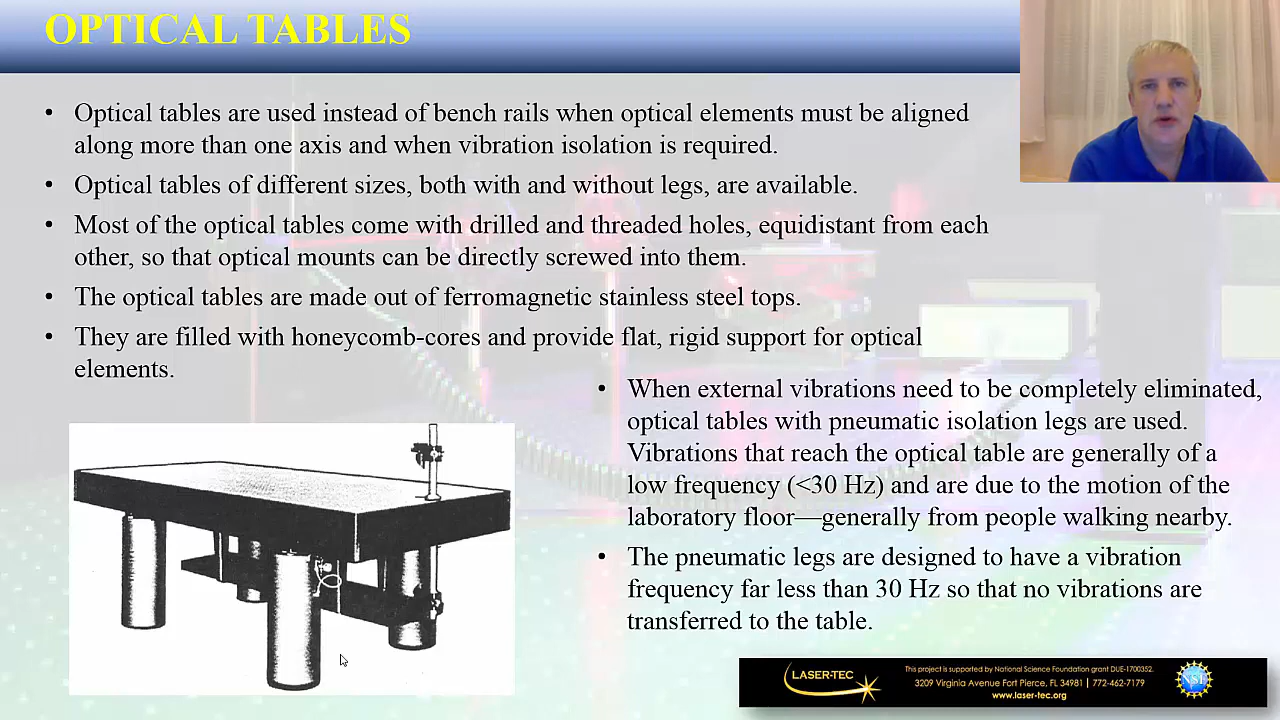 OPTICAL TABLES
• Optical tables are used instead of bench rails when optical elements must be aligned
along more than one axis and when vibration isolation is required.
• Optical tables of different sizes, both with and without legs, are available.
• Most of the optical tables come with drilled and threaded holes, equidistant from each
other, so that optical mounts can be directly screwed into them.
• The optical tables are made out of ferromagnetic stainless steel tops.
• They are filled with honeycomb-cores and provide flat, rigid support for optical
elements.
• When external vibrations need to be completely eliminated,
optical tables with pneumatic isolation legs are used.
Vibrations that reach the optical table are generally of a
low frequency (<30 Hz) and are due to the motion of the
laboratory floor—generally from people walking nearby.
• The pneumatic legs are designed to have a vibration
frequency far less than 30 Hz so that no vibrations are
transferred to the table.
LASER-TEC
This project is supported by National Science Foundation grant DUE-1700352.
3209 Virginia Avenue Fort Pierce, FL 34981 | 772-462-7179
www.laser-tec.org
NSF